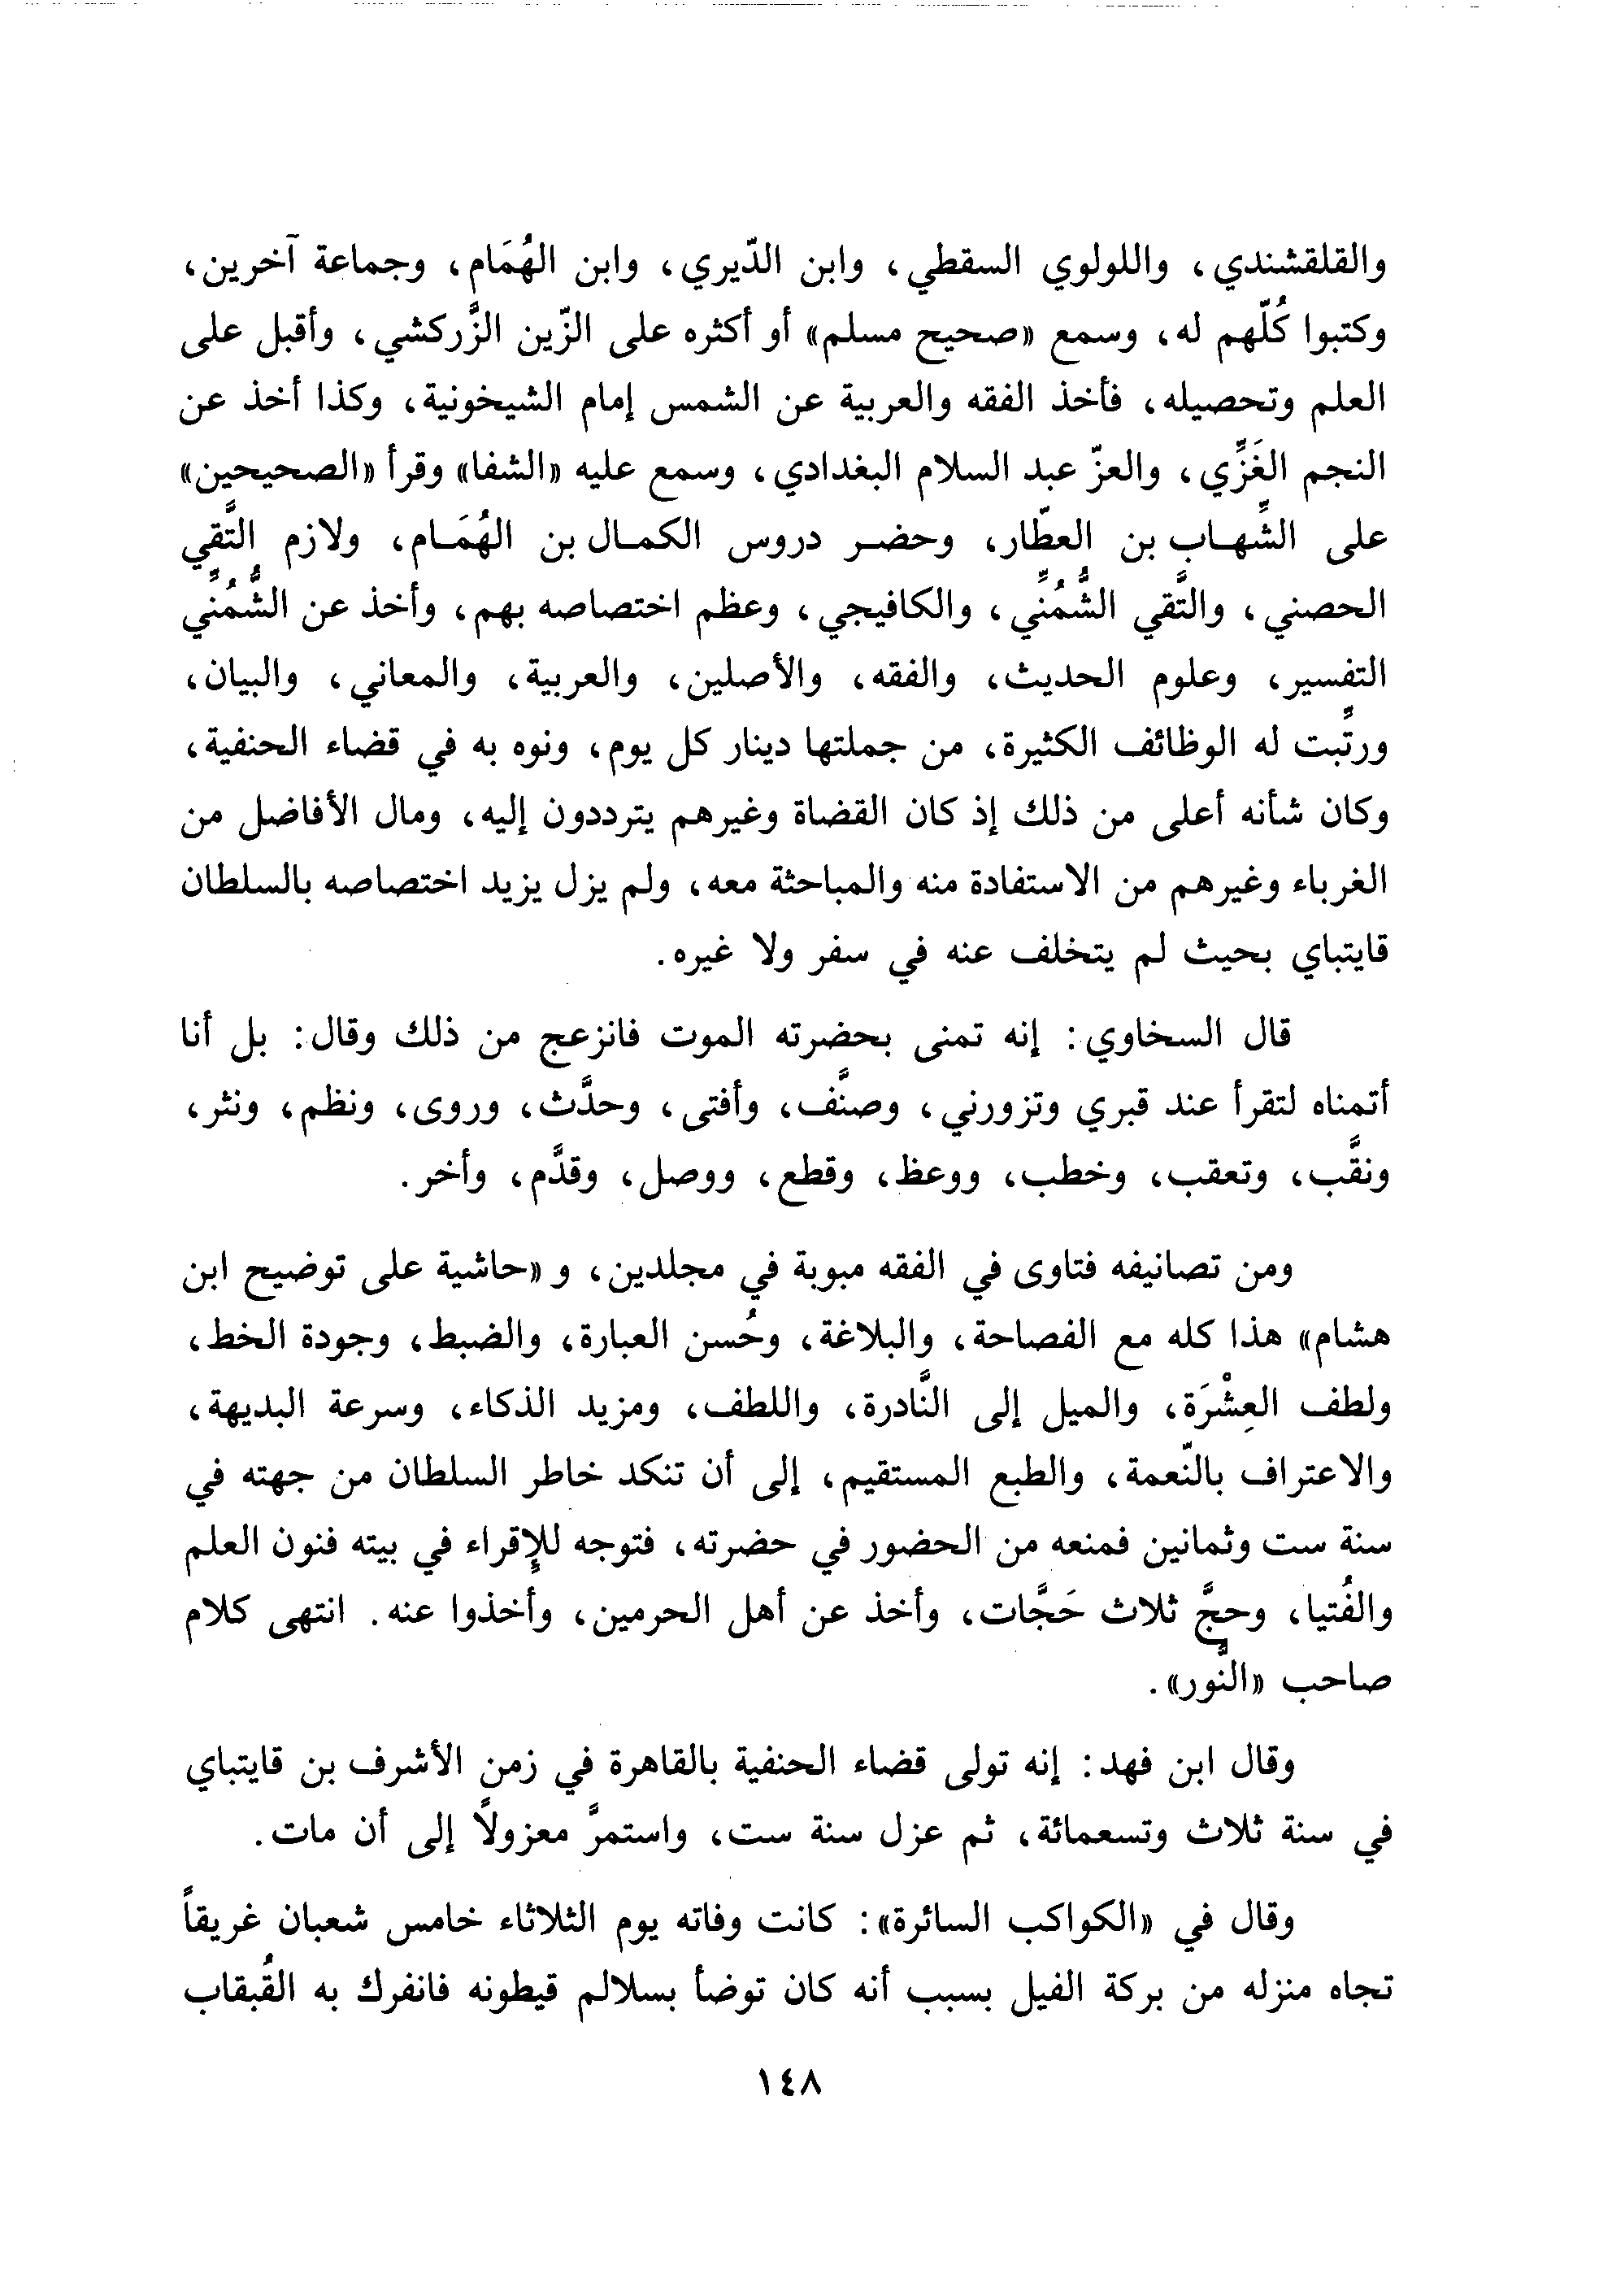 والقلقشندي، واللولوي السقطي، وابن الدّيري، وابن الهُمَام، وجماعة آخرين،
وكتبوا كُلّهم له، وسمع «صحيح مسلم» أو أكثره على الزّين الزَّركشي، وأقبل على
العلم وتحصيله، فأخذ الفقه والعربية عن الشمس إمام الشيخونية، وكذا أخذ عن
النجم الغَزِّي، والعزّ عبد السلام البغدادي، وسمع عليه «الشفا» وقرأ «الصحيحين»
على الشِّهاب بن العطّار، وحضر دروس الكمال بن الهُمَام، ولازم التَّقي
الحصني، والتَّقي الشُّمُنِّي، والكافيجي، وعظم اختصاصه بهم، وأخذ عن الشُّمُنِّي
التفسير، وعلوم الحديث، والفقه، والأصلين، والعربية، والمعاني، والبيان،
ورتِّبت له الوظائف الكثيرة، من جملتها دينار كل يوم، ونوه به في قضاء الحنفية،
وكان شأنه أعلى من ذلك إذ كان القضاة وغيرهم يترددون إليه، ومال الأفاضل من
الغرباء وغيرهم من الاستفادة منه والمباحثة معه، ولم يزل يزيد اختصاصه بالسلطان
قايتباي بحيث لم يتخلف عنه في سفر ولا غيره.
قال السخاوي: إنه تمنى بحضرته الموت فانزعج من ذلك وقال: بل أنا
أتمناه لتقرأ عند قبري وتزورني، وصنَّف، وأفتى، وحدَّث، وروى، ونظم، ونثر،
ونقَّب، وتعقب، وخطب، ووعظ، وقطع، ووصل، وقدَّم، وأخر.
ومن تصانيفه فتاوى في الفقه مبوبة في مجلدين، و «حاشية على توضيح ابن
هشام» هذا كله مع الفصاحة، والبلاغة، وحُسن العبارة، والضبط، وجودة الخط،
ولطف العِشْرَة، والميل إلى النَّادرة، واللطف، ومزيد الذكاء، وسرعة البديهة،
والاعتراف بالنّعمة، والطبع المستقيم، إلى أن تنكد خاطر السلطان من جهته في
سنة ست وثمانين فمنعه من الحضور في حضرته، فتوجه للإقراء في بيته فنون العلم
والفُتيا، وحجَّ ثلاث حَجَّات، وأخذ عن أهل الحرمين، وأخذوا عنه. انتهى كلام
صاحب «النُّور».
وقال ابن فهد: إنه تولى قضاء الحنفية بالقاهرة في زمن الأشرف بن قايتباي
في سنة ثلاث وتسعمائة، ثم عزل سنة ست، واستمرَّ معزولاً إلى أن مات.
وقال في «الكواكب السائرة»: كانت وفاته يوم الثلاثاء خامس شعبان غريقاً
تجاه منزله من بركة الفيل بسبب أنه كان توضأ بسلالم قيطونه فانفرك به القُبقاب
١٤٨